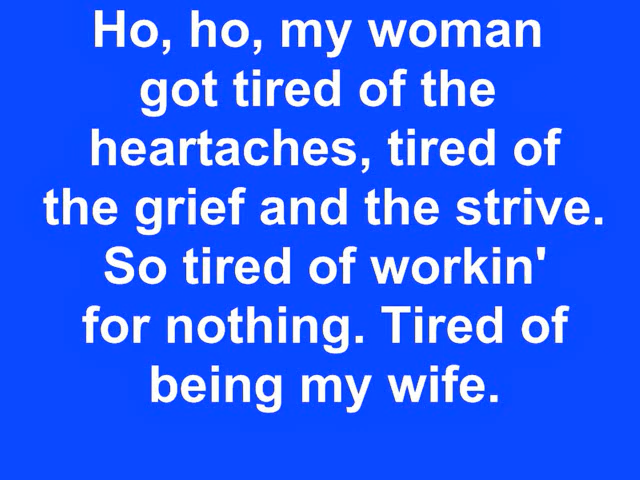 Ho, ho, my woman
got tired of the
heartaches, tired of
the grief and the strive.
So tired of workin'
for nothing. Tired of
being my wife.